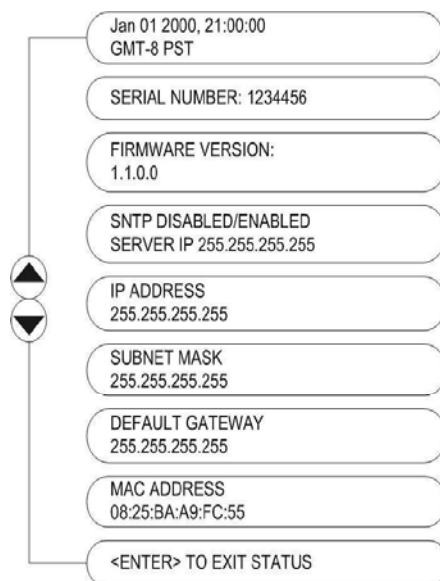 Jan 01 2000, 21:00:00
GMT-8 PST
SERIAL NUMBER: 1234456
FIRMWARE VERSION:
1.1.0.0
SNTP DISABLED/ENABLED
SERVER IP 255.255.255.255
IP ADDRESS
255.255.255.255
SUBNET MASK
255.255.255.255
DEFAULT GATEWAY
255.255.255.255
MAC ADDRESS
08:25:BA:A9:FC:55
<ENTER> TO EXIT STATUS